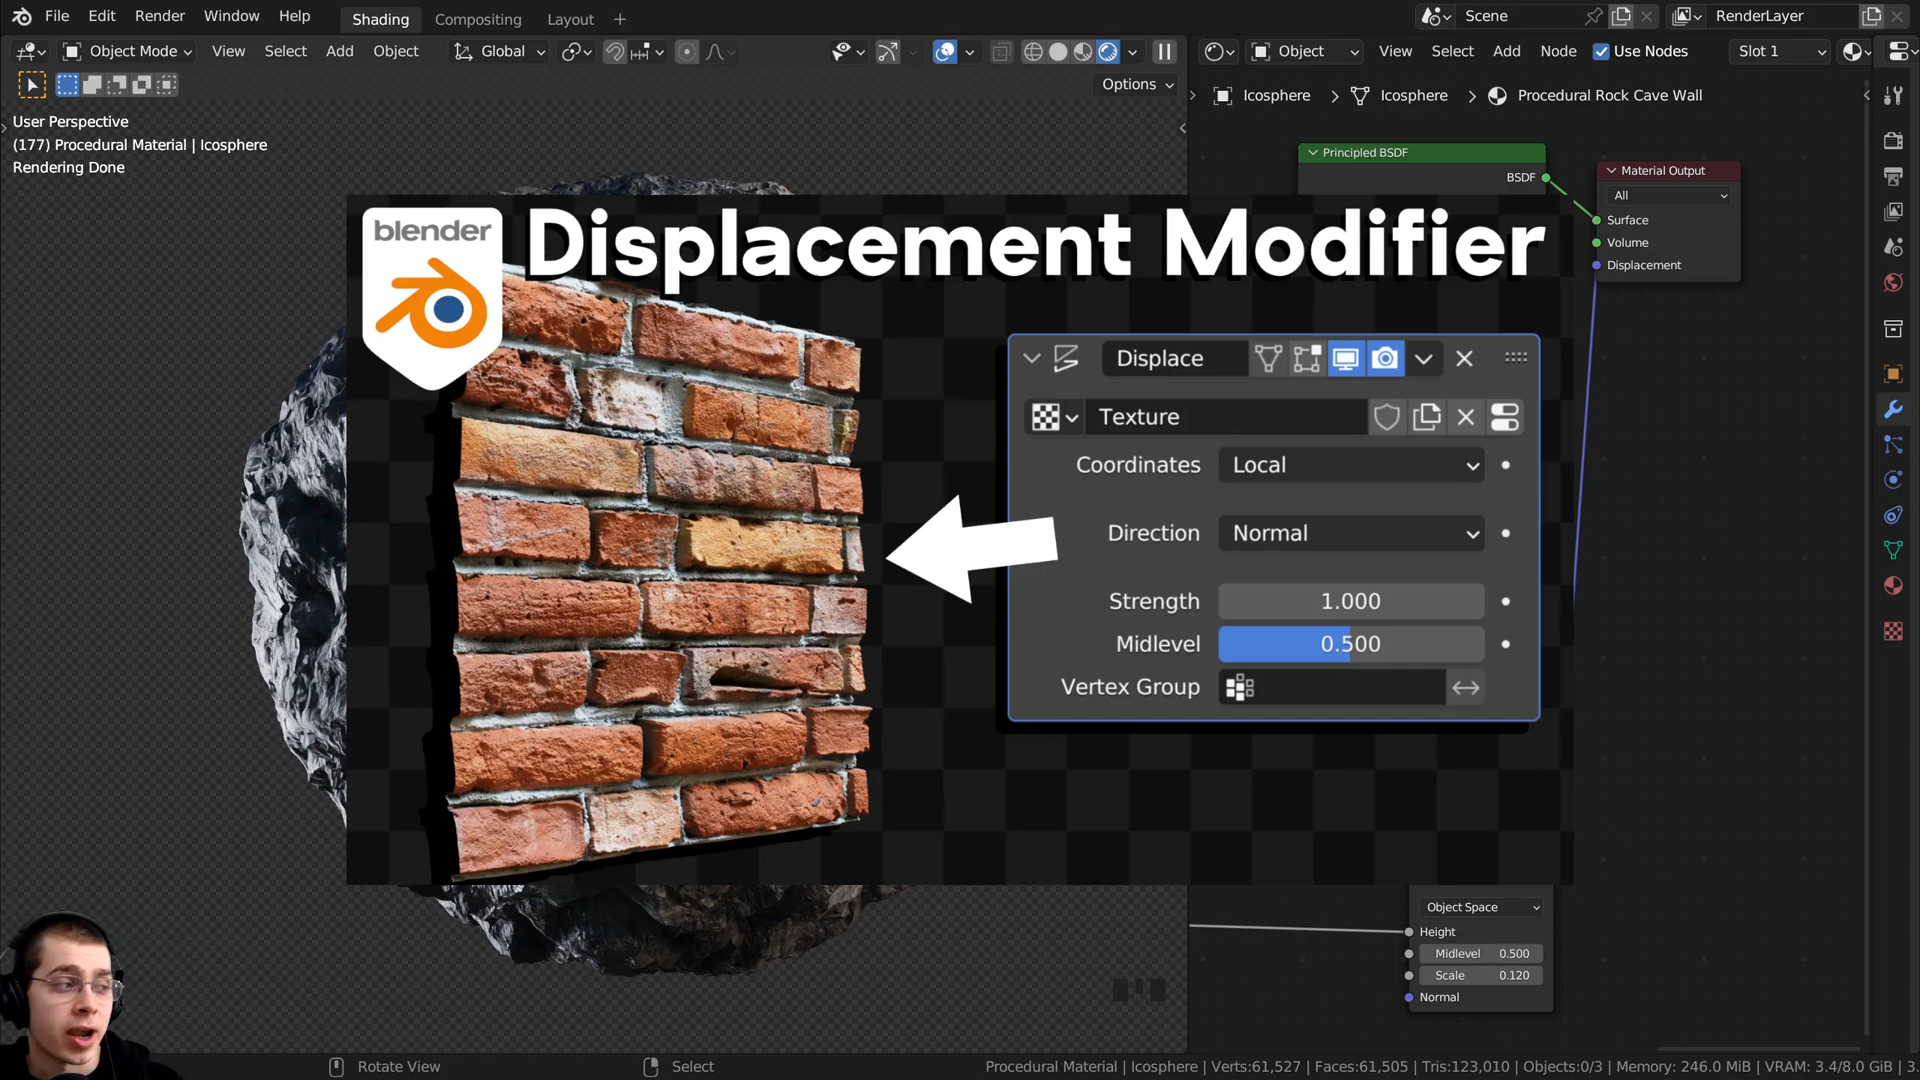 File Edit Render Window Help Shading Compositing Layout + Scene RenderLayer
Object Mode View Select Add Object Global Object View Select Add Node Use Nodes Slot 1
Options
Icosphere > Icosphere > Procedural Rock Cave Wall
User Perspective
(177) Procedural Material | Icosphere
Rendering Done
Principled BSDF
BSDF
Material Output
All
Surface
Volume
Displacement
blender
Displacement Modifier
Displace
Texture
Coordinates Local
Direction Normal
Strength 1.000
Midlevel 0.500
Vertex Group
Object Space
Height
Midlevel 0.500
Scale 0.120
Normal
Rotate View Select Procedural Material | Icosphere | Verts:61,527 | Faces:61,505 | Tris:123,010 | Objects:0/3 | Memory: 246.0 MiB | VRAM: 3.4/8.0 GiB | 3.